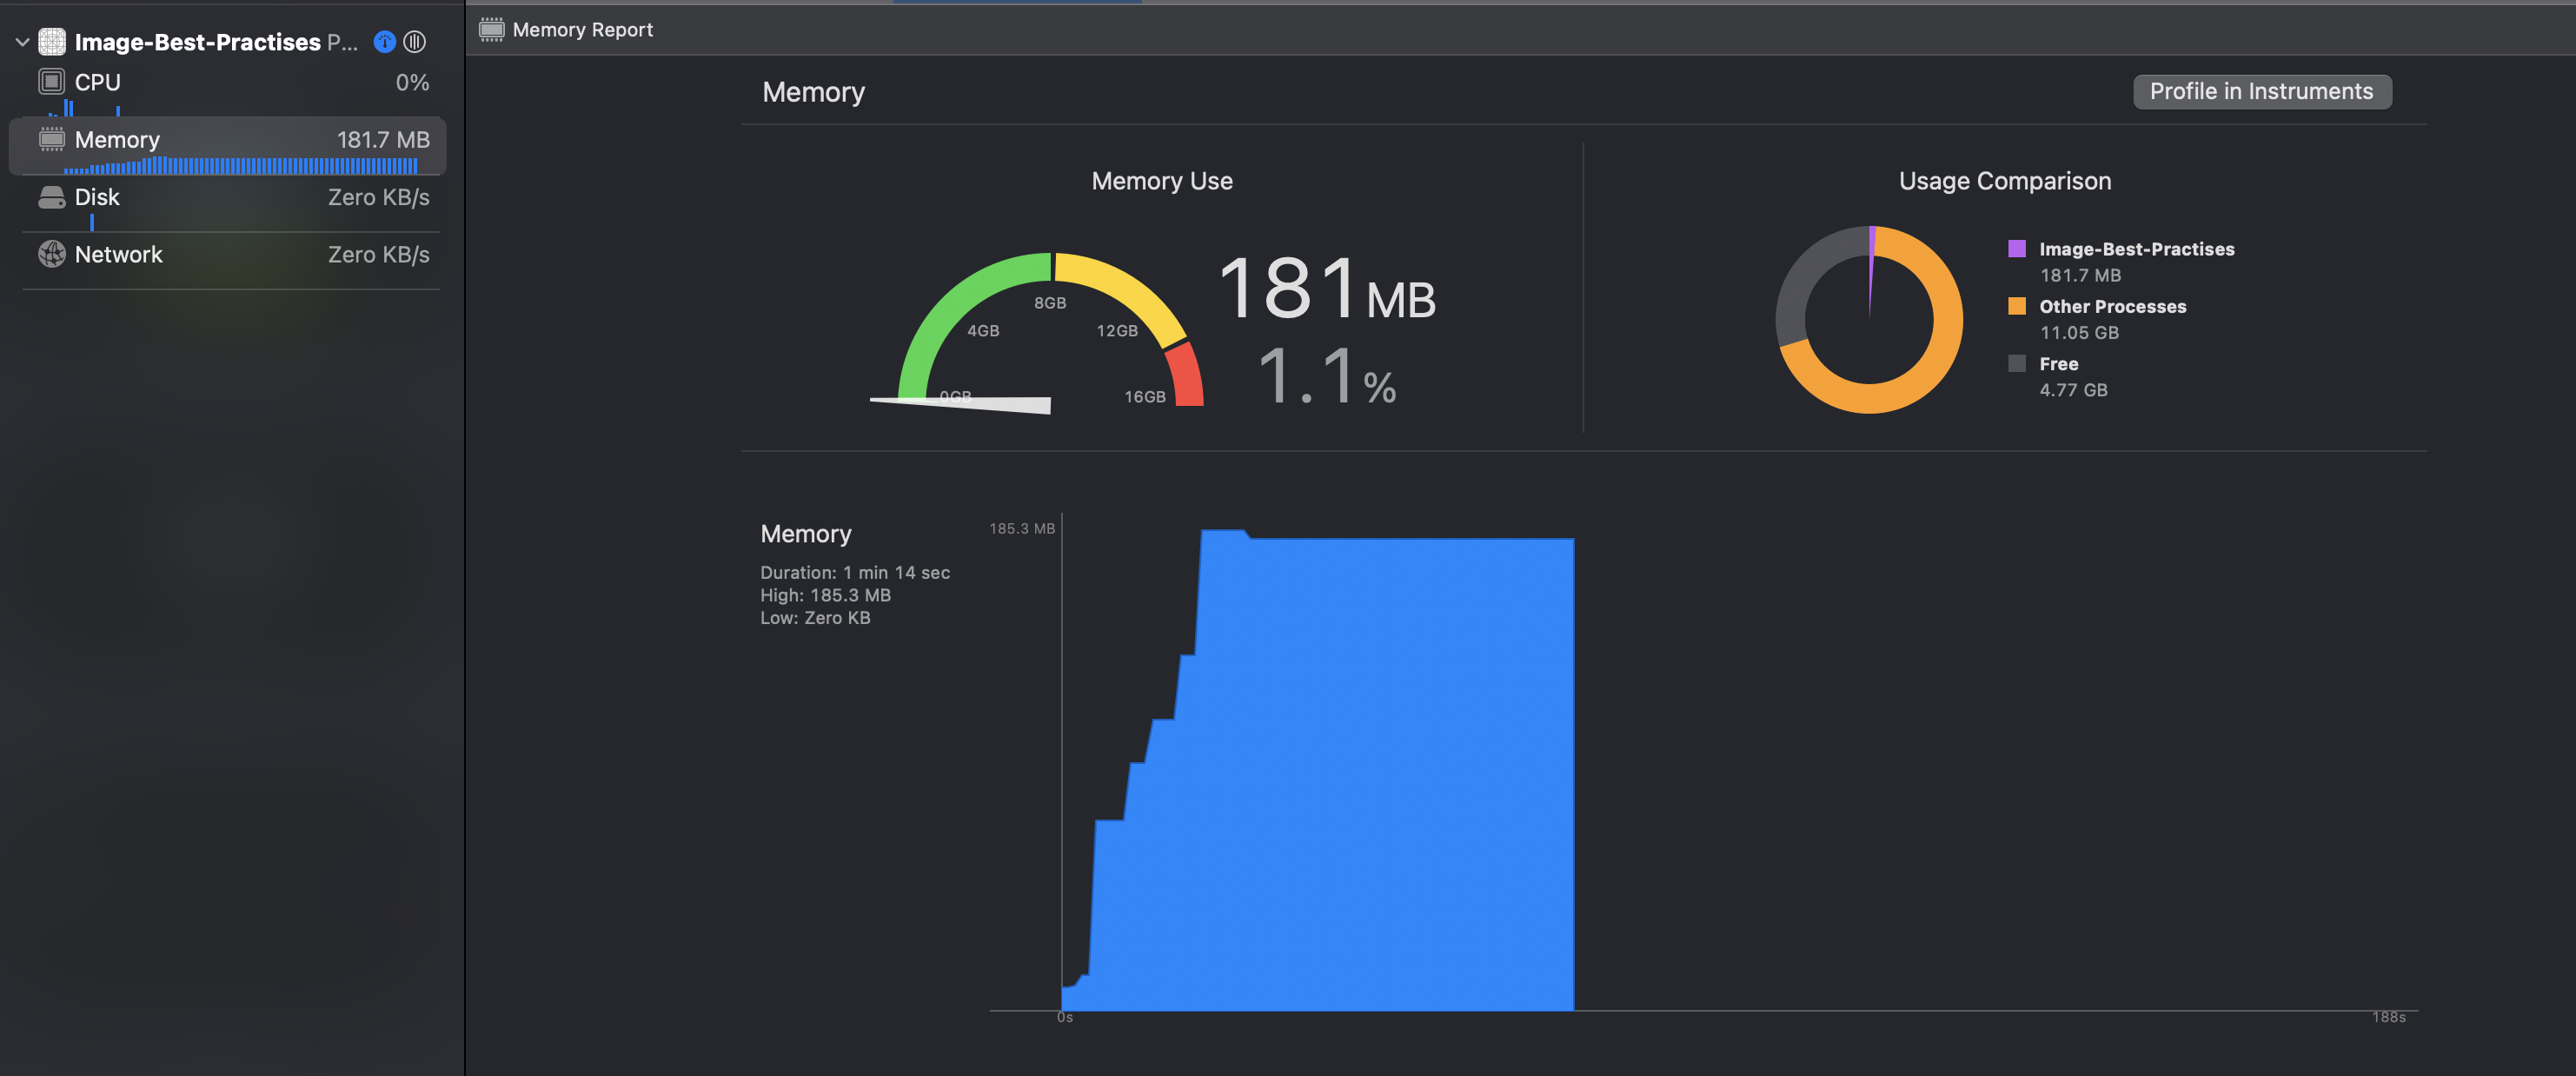 Image-Best-Practises P...
CPU 0%
Memory 181.7 MB
Disk Zero KB/s
Network Zero KB/s
Memory Report
Memory
Profile in Instruments
Memory Use
0GB
4GB
8GB
12GB
16GB
181 MB
1.1%
Usage Comparison
Image-Best-Practises
181.7 MB
Other Processes
11.05 GB
Free
4.77 GB
Memory
Duration: 1 min 14 sec
High: 185.3 MB
Low: Zero KB
185.3 MB
0s
188s